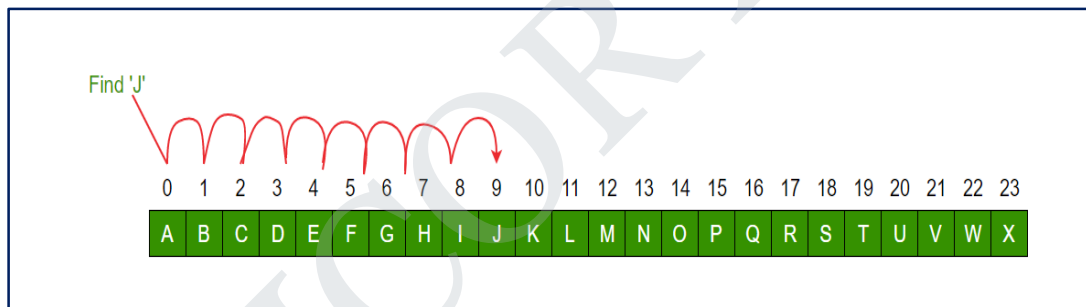 Find 'J'
0 1 2 3 4 5 6 7 8 9 10 11 12 13 14 15 16 17 18 19 20 21 22 23
A B C D E F G H I J K L M N O P Q R S T U V W X